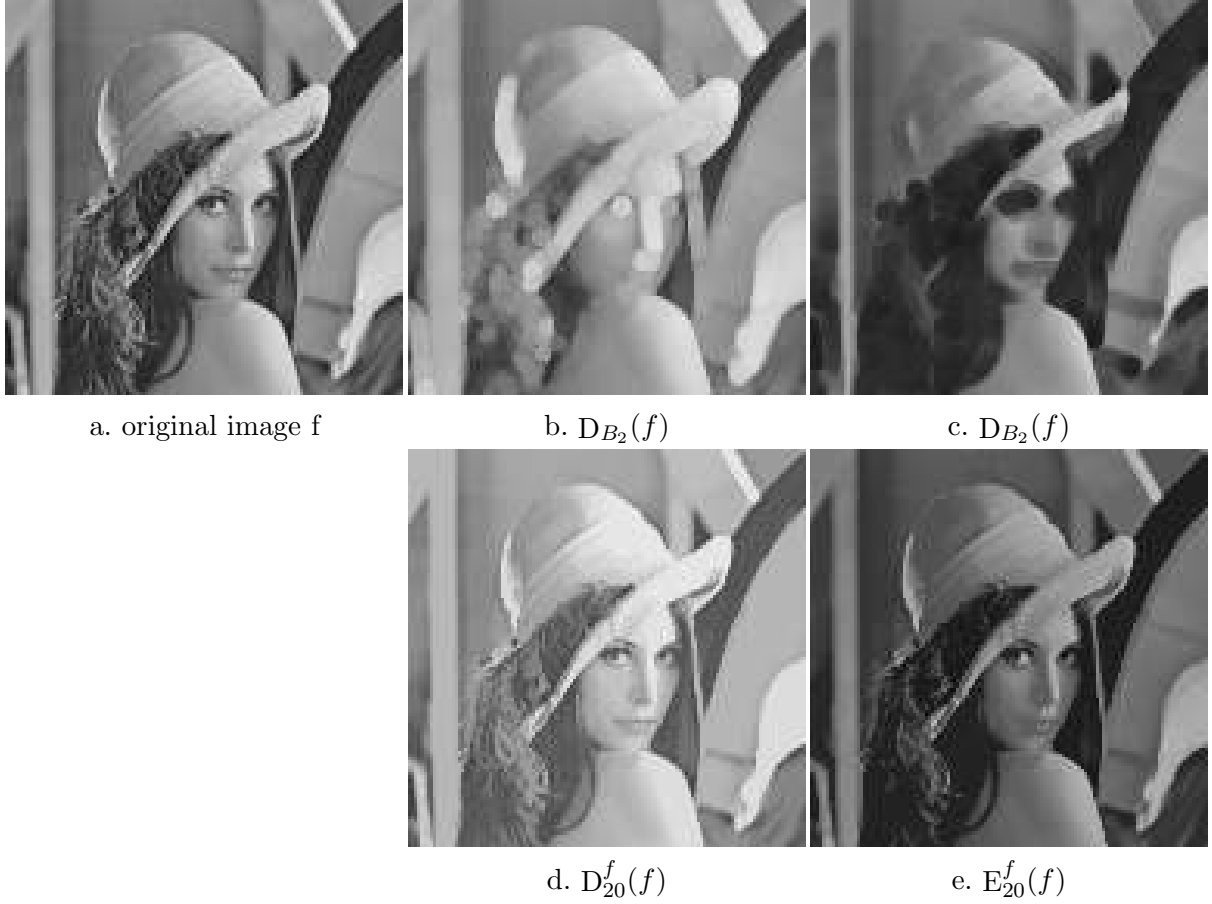 a. original image f
b. D_{B_2}(f)
c. D_{B_2}(f)
d. D^f_{20}(f)
e. E^f_{20}(f)